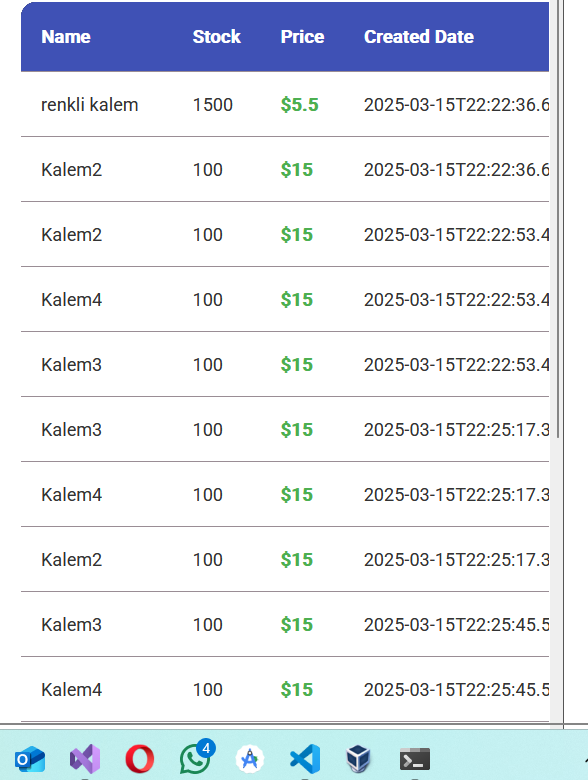 Name Stock Price Created Date
renkli kalem 1500 $5.5 2025-03-15T22:22:36.6
Kalem2 100 $15 2025-03-15T22:22:36.6
Kalem2 100 $15 2025-03-15T22:22:53.4
Kalem4 100 $15 2025-03-15T22:22:53.4
Kalem3 100 $15 2025-03-15T22:22:53.4
Kalem3 100 $15 2025-03-15T22:25:17.3
Kalem4 100 $15 2025-03-15T22:25:17.3
Kalem2 100 $15 2025-03-15T22:25:17.3
Kalem3 100 $15 2025-03-15T22:25:45.5
Kalem4 100 $15 2025-03-15T22:25:45.5
4